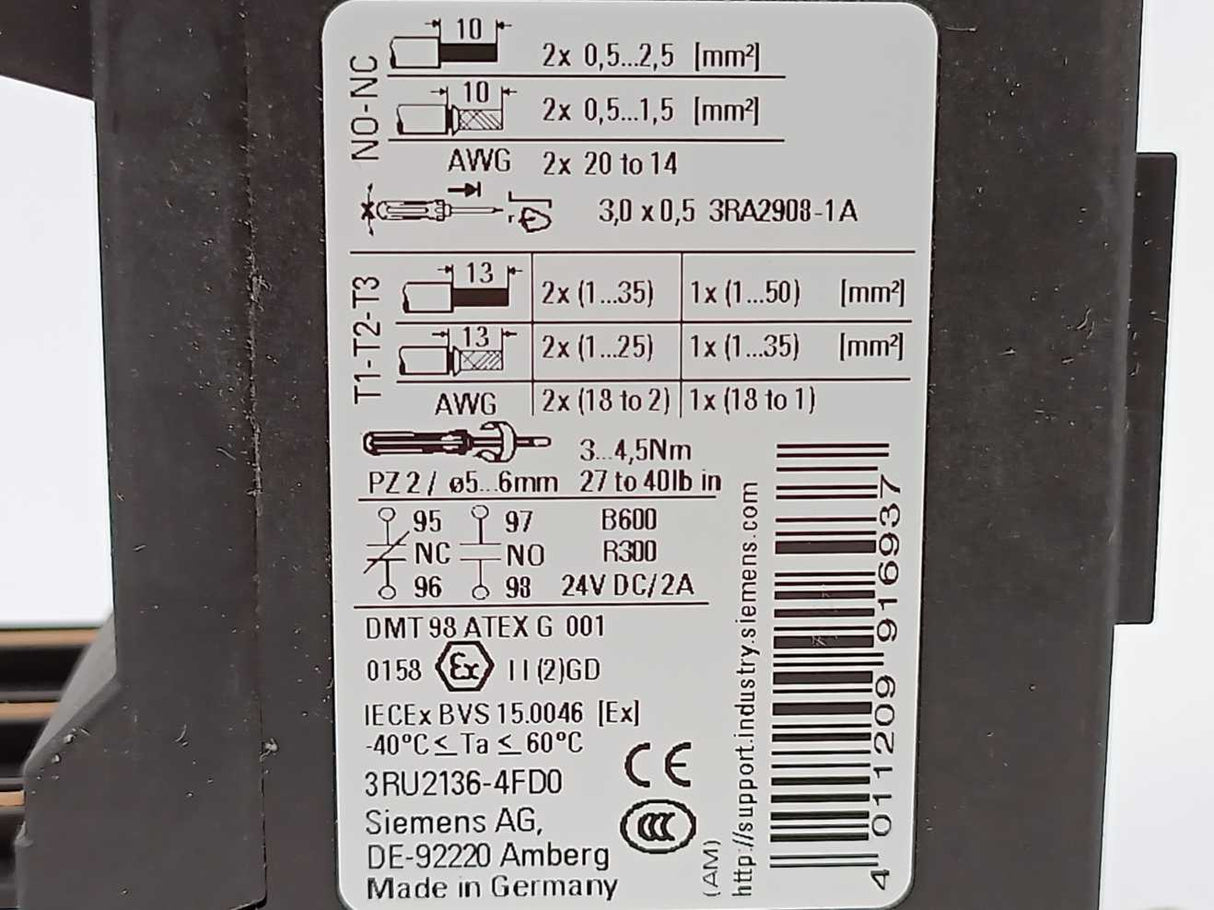 NO-NC
10
2x 0,5...2,5 [mm²]
10
2x 0,5...1,5 [mm²]
AWG 2x 20 to 14
3,0 x 0,5 3RA2908-1A
T1-T2-T3
13
2x (1...35) 1x (1...50) [mm²]
13
2x (1...25) 1x (1...35) [mm²]
AWG 2x (18 to 2) 1x (18 to 1)
3...4,5Nm
PZ 2 / ø5...6mm 27 to 40lb in
95 97 B600
NC NO R300
96 98 24V DC/2A
DMT 98 ATEX G 001
0158 Ex II (2)GD
IECEx BVS 15.0046 [Ex]
-40°C ≤ Ta ≤ 60°C
CE
3RU2136-4FD0
CCC
Siemens AG,
DE-92220 Amberg
Made in Germany
(AM)
http://support.industry.siemens.com
4 011209 916937